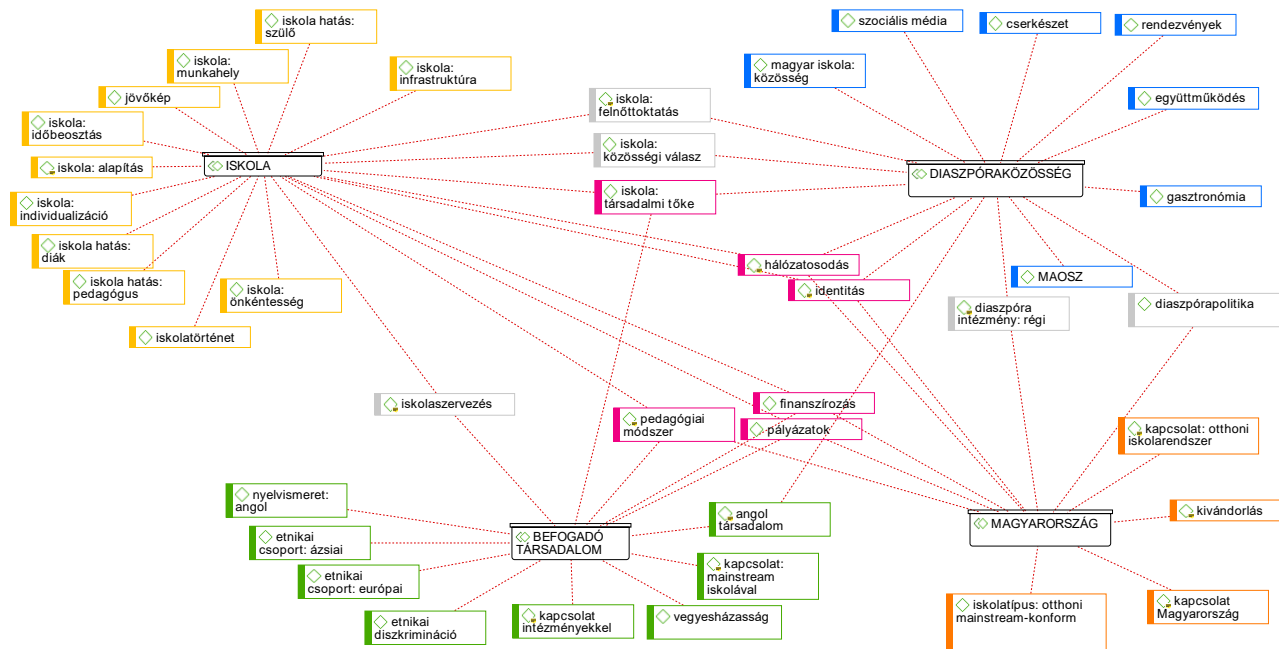 iskola hatás:
szülő
szociális média
cserkészet
rendezvények
iskola:
munkahely
iskola:
infrastruktúra
magyar iskola:
közösség
jövőkép
iskola:
felnőttoktatás
együttműködés
iskola:
időbeosztás
iskola:
közösségi válasz
iskola: alapítás
ISKOLA
DIASZPÓRAKÖZÖSSÉG
iskola:
társadalmi tőke
gasztronómia
iskola:
individualizáció
iskola hatás:
diák
hálózatosodás
iskola hatás:
pedagógus
MAOSZ
iskola:
önkéntesség
identitás
diaszpóra
intézmény: régi
diaszpórapolitika
iskolatörténet
iskolaszervezés
finanszírozás
pedagógiai
módszer
pályázatok
kapcsolat: otthoni
iskolarendszer
nyelvismeret:
angol
angol
társadalom
kivándorlás
etnikai
csoport: ázsiai
BEFOGADÓ
TÁRSADALOM
MAGYARORSZÁG
etnikai
csoport: európai
kapcsolat:
mainstream
iskolával
etnikai
diszkrimináció
kapcsolat
intézményekkel
vegyesházasság
iskolatípus: otthoni
mainstream-konform
kapcsolat
Magyarország